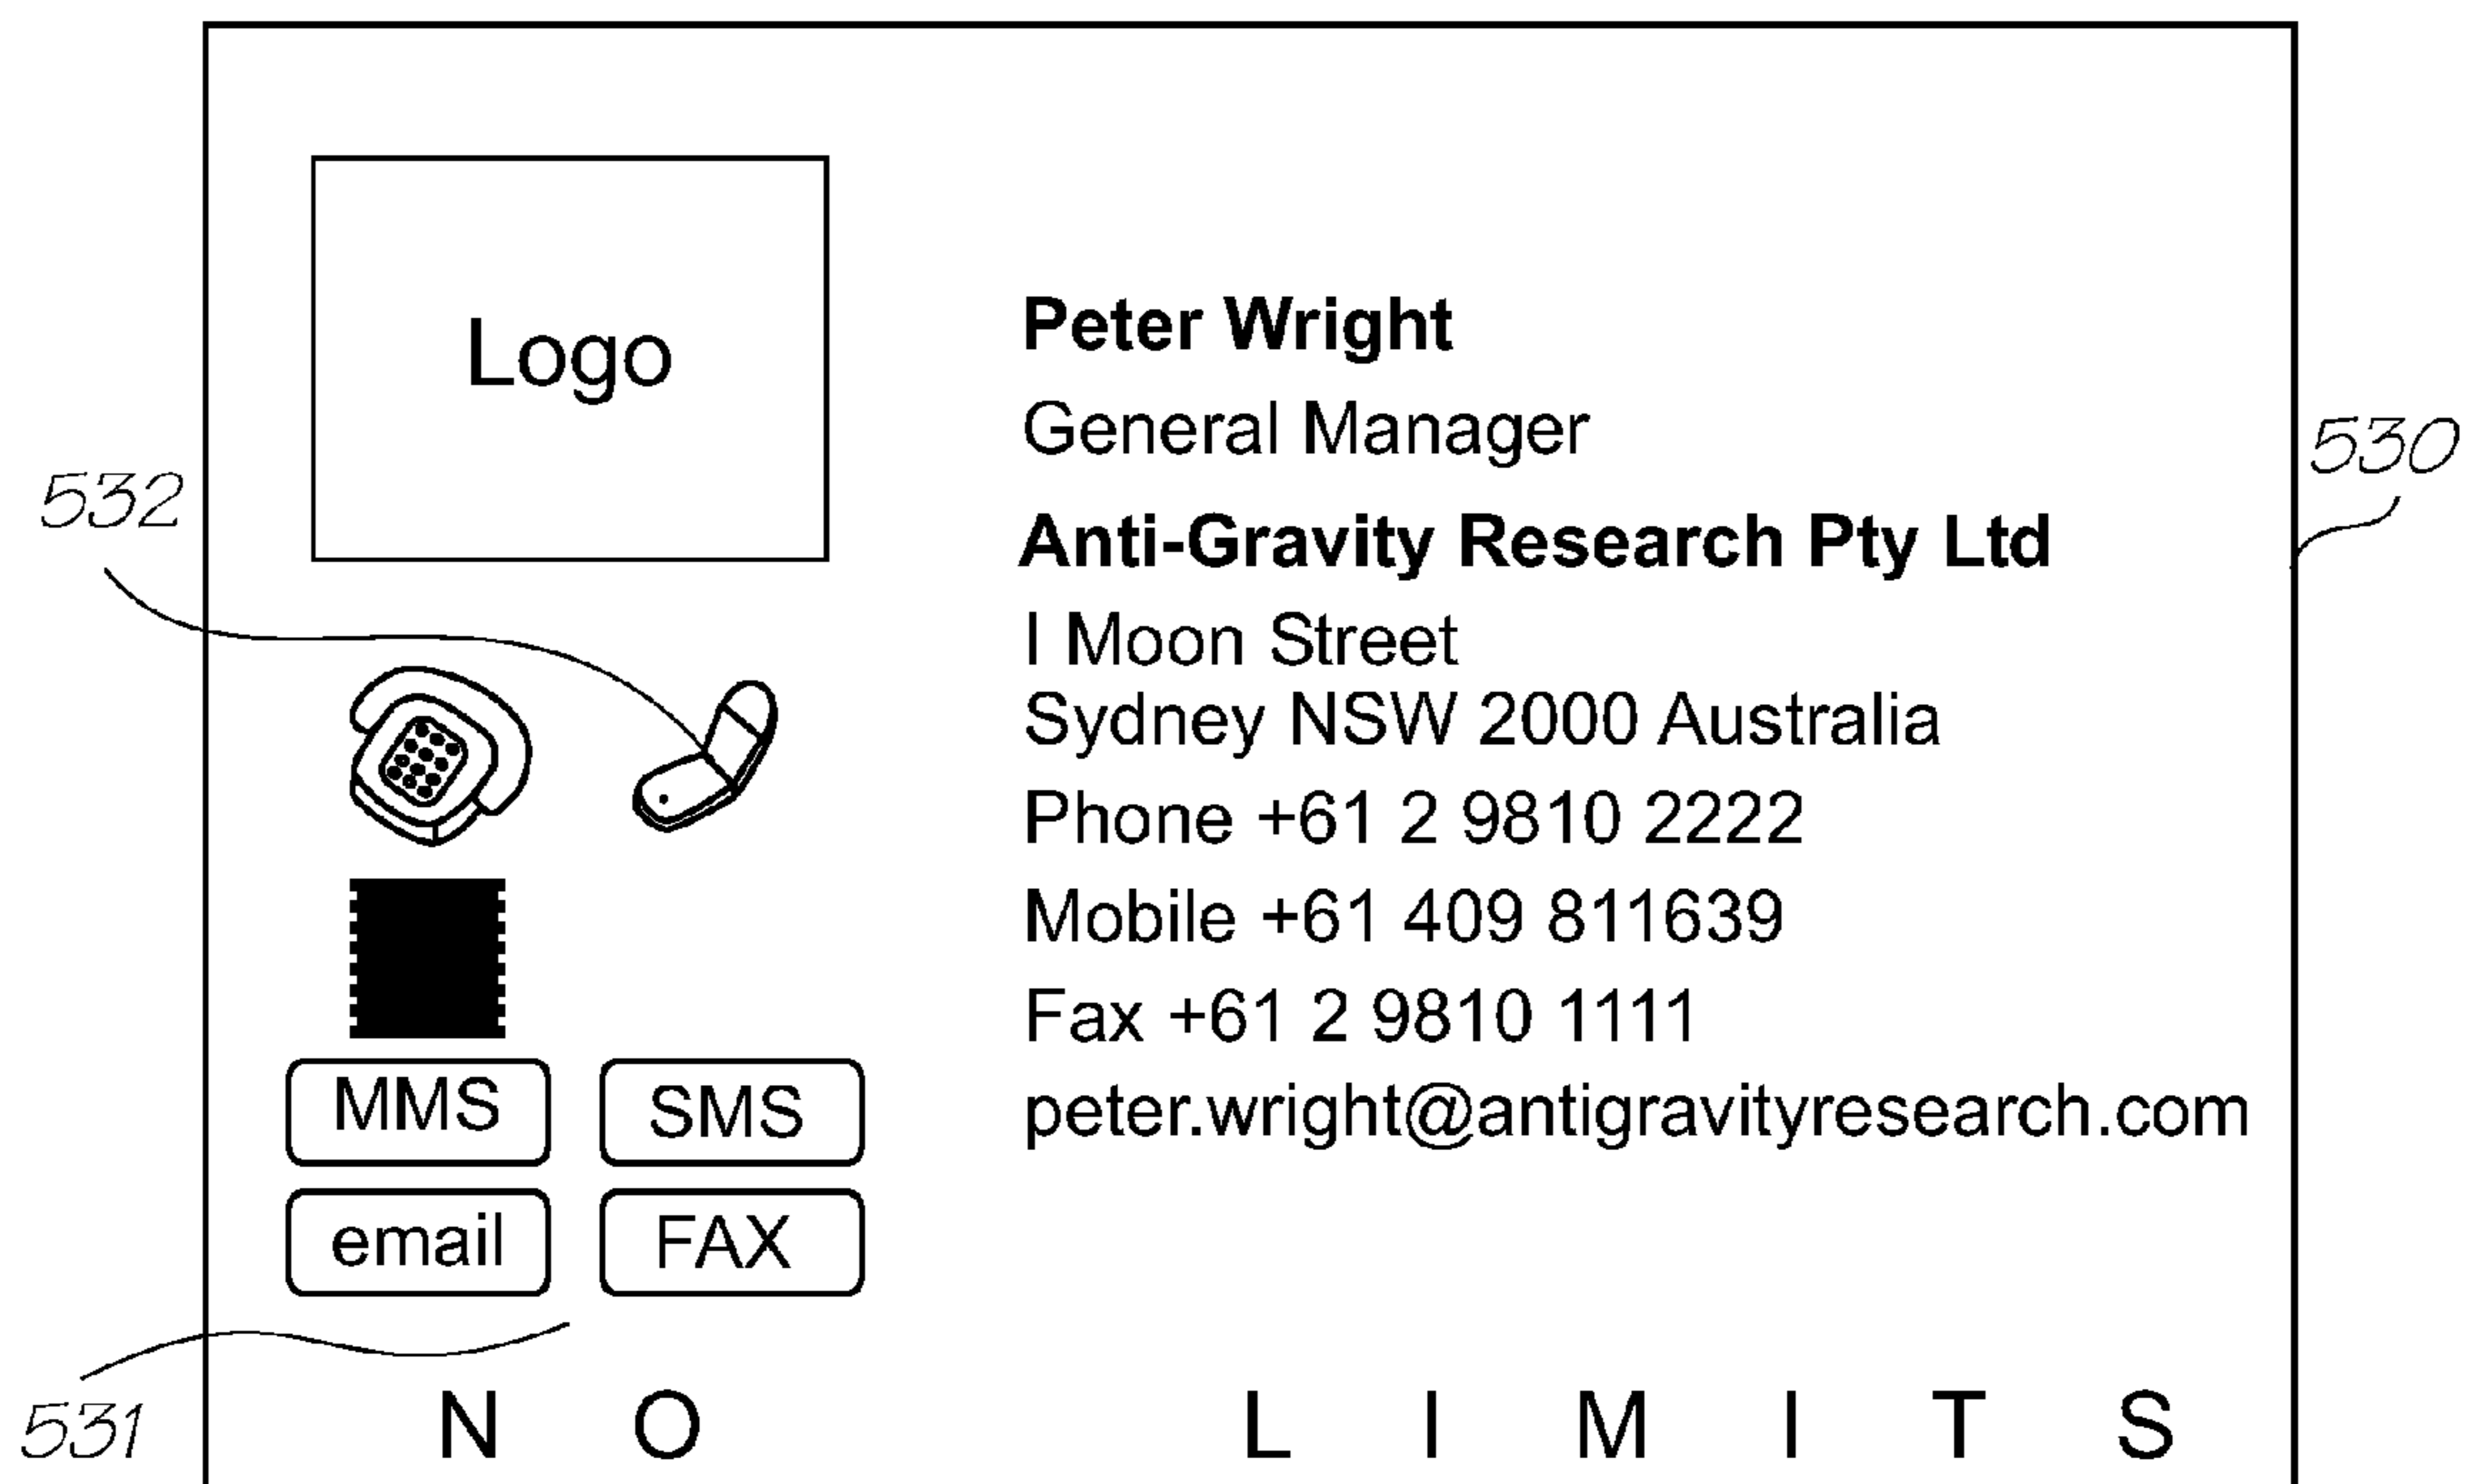 Logo
Peter Wright
General Manager
530
532
Anti-Gravity Research Pty Ltd
I Moon Street
Sydney NSW 2000 Australia
Phone +61 2 9810 2222
Mobile +61 409 811639
Fax +61 2 9810 1111
MMS
SMS
peter.wright@antigravityresearch.com
email
FAX
531
NO LIMITS